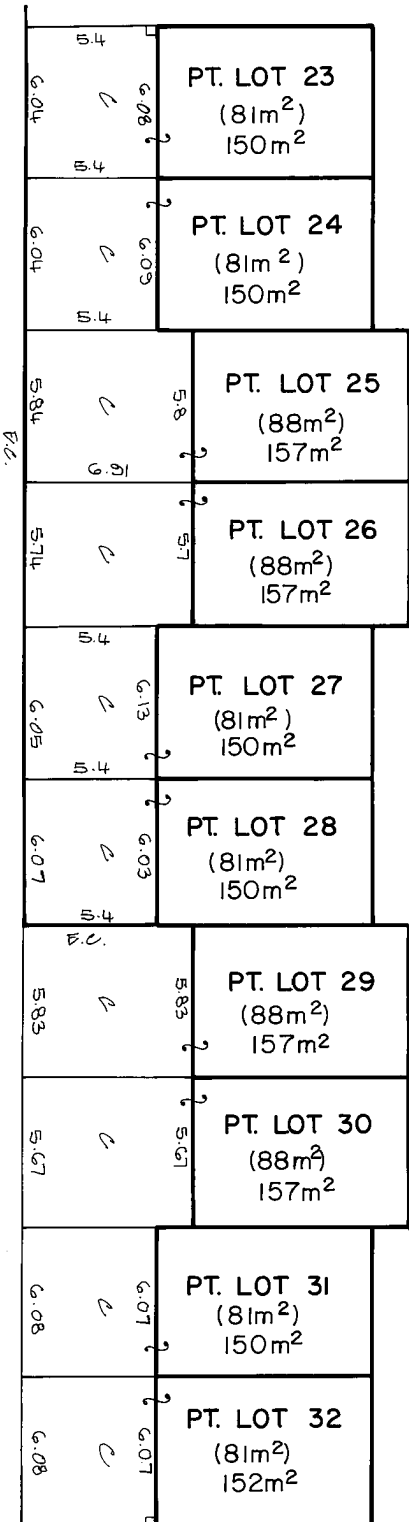 5.4
6.04
C
6.08
5.4
PT. LOT 23
(81m²)
150m²
6.04
C
6.09
5.4
PT. LOT 24
(81m²)
150m²
5.84
C
5.8
6.91
PT. LOT 25
(88m²)
157m²
F.C.
5.74
C
5.7
PT. LOT 26
(88m²)
157m²
5.4
6.05
C
6.13
5.4
PT. LOT 27
(81m²)
150m²
6.07
C
6.03
5.4
PT. LOT 28
(81m²)
150m²
F.C.
5.83
C
5.83
PT. LOT 29
(88m²)
157m²
5.67
C
5.67
PT. LOT 30
(88m²)
157m²
6.08
C
6.07
PT. LOT 31
(81m²)
150m²
6.08
C
6.07
PT. LOT 32
(81m²)
152m²